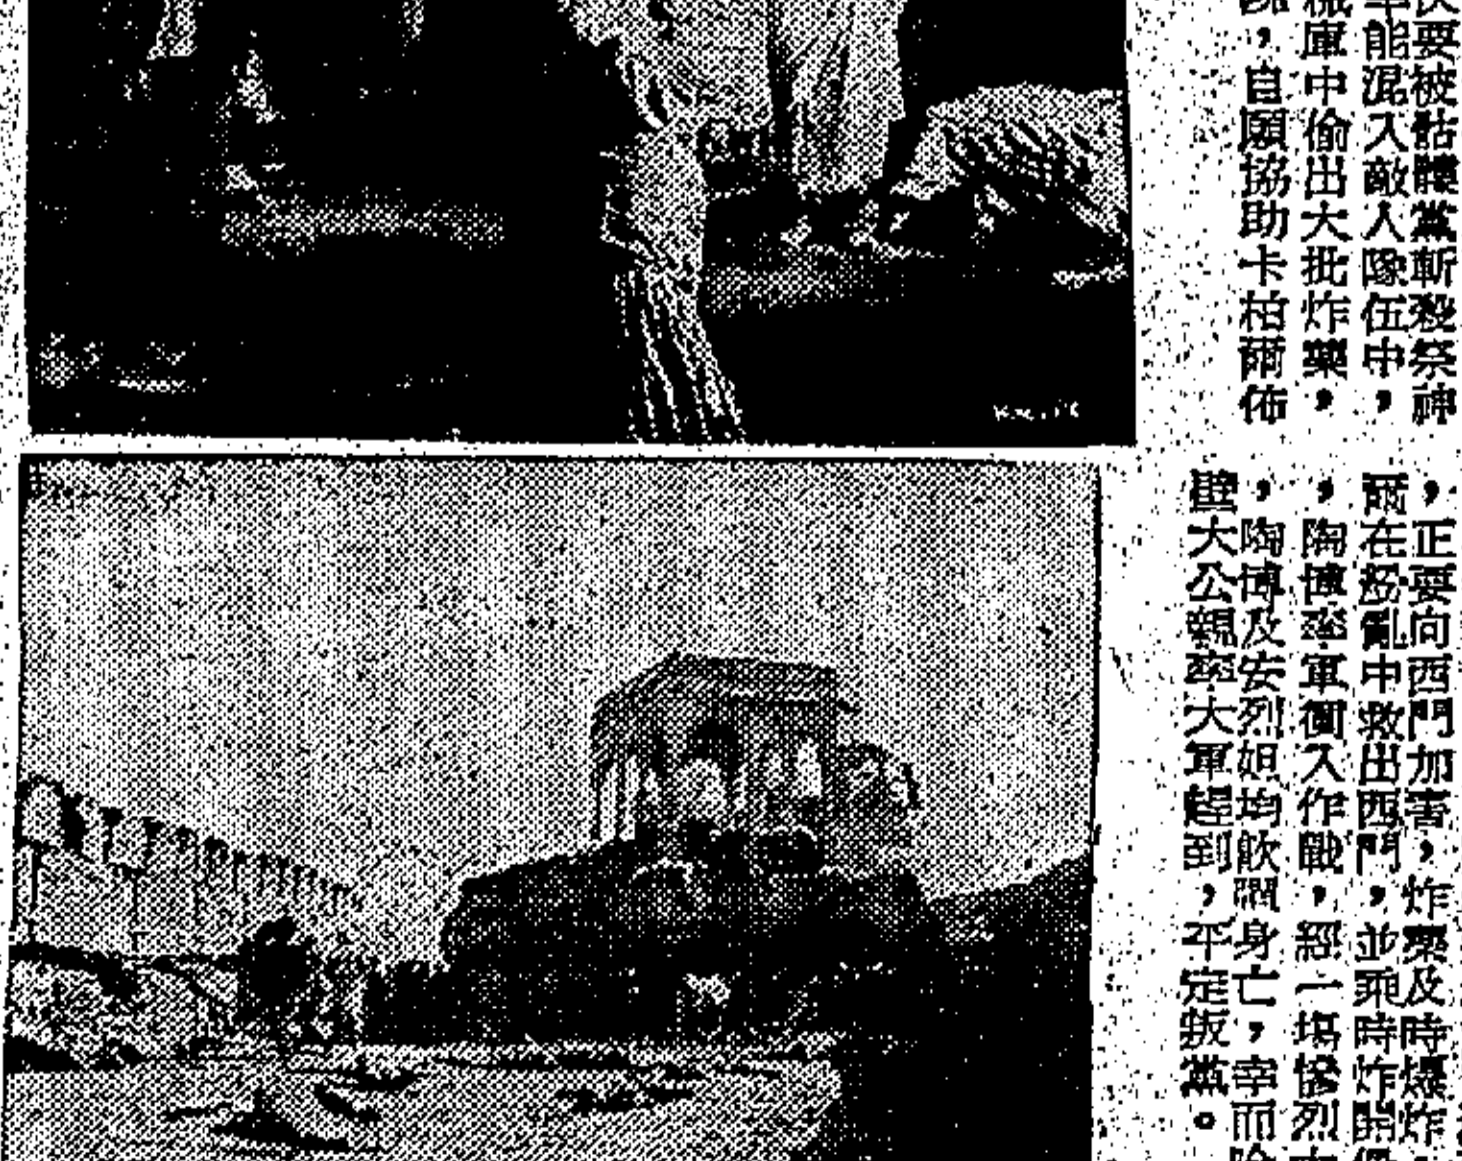 要被骷髏黨斬殺祭神
能混入敵人隊伍中，
庫中偷出大批炸藥，
，自願協助卡柏爾佈
，正要向西門加害，炸藥及時爆炸
爾在紛亂中救出西門，並乘時炸開
，陶博率軍衝入作戰，經一場慘烈
，陶博及安烈妲均飲彈身亡，幸而
大公親率大軍趕到，平定叛黨。